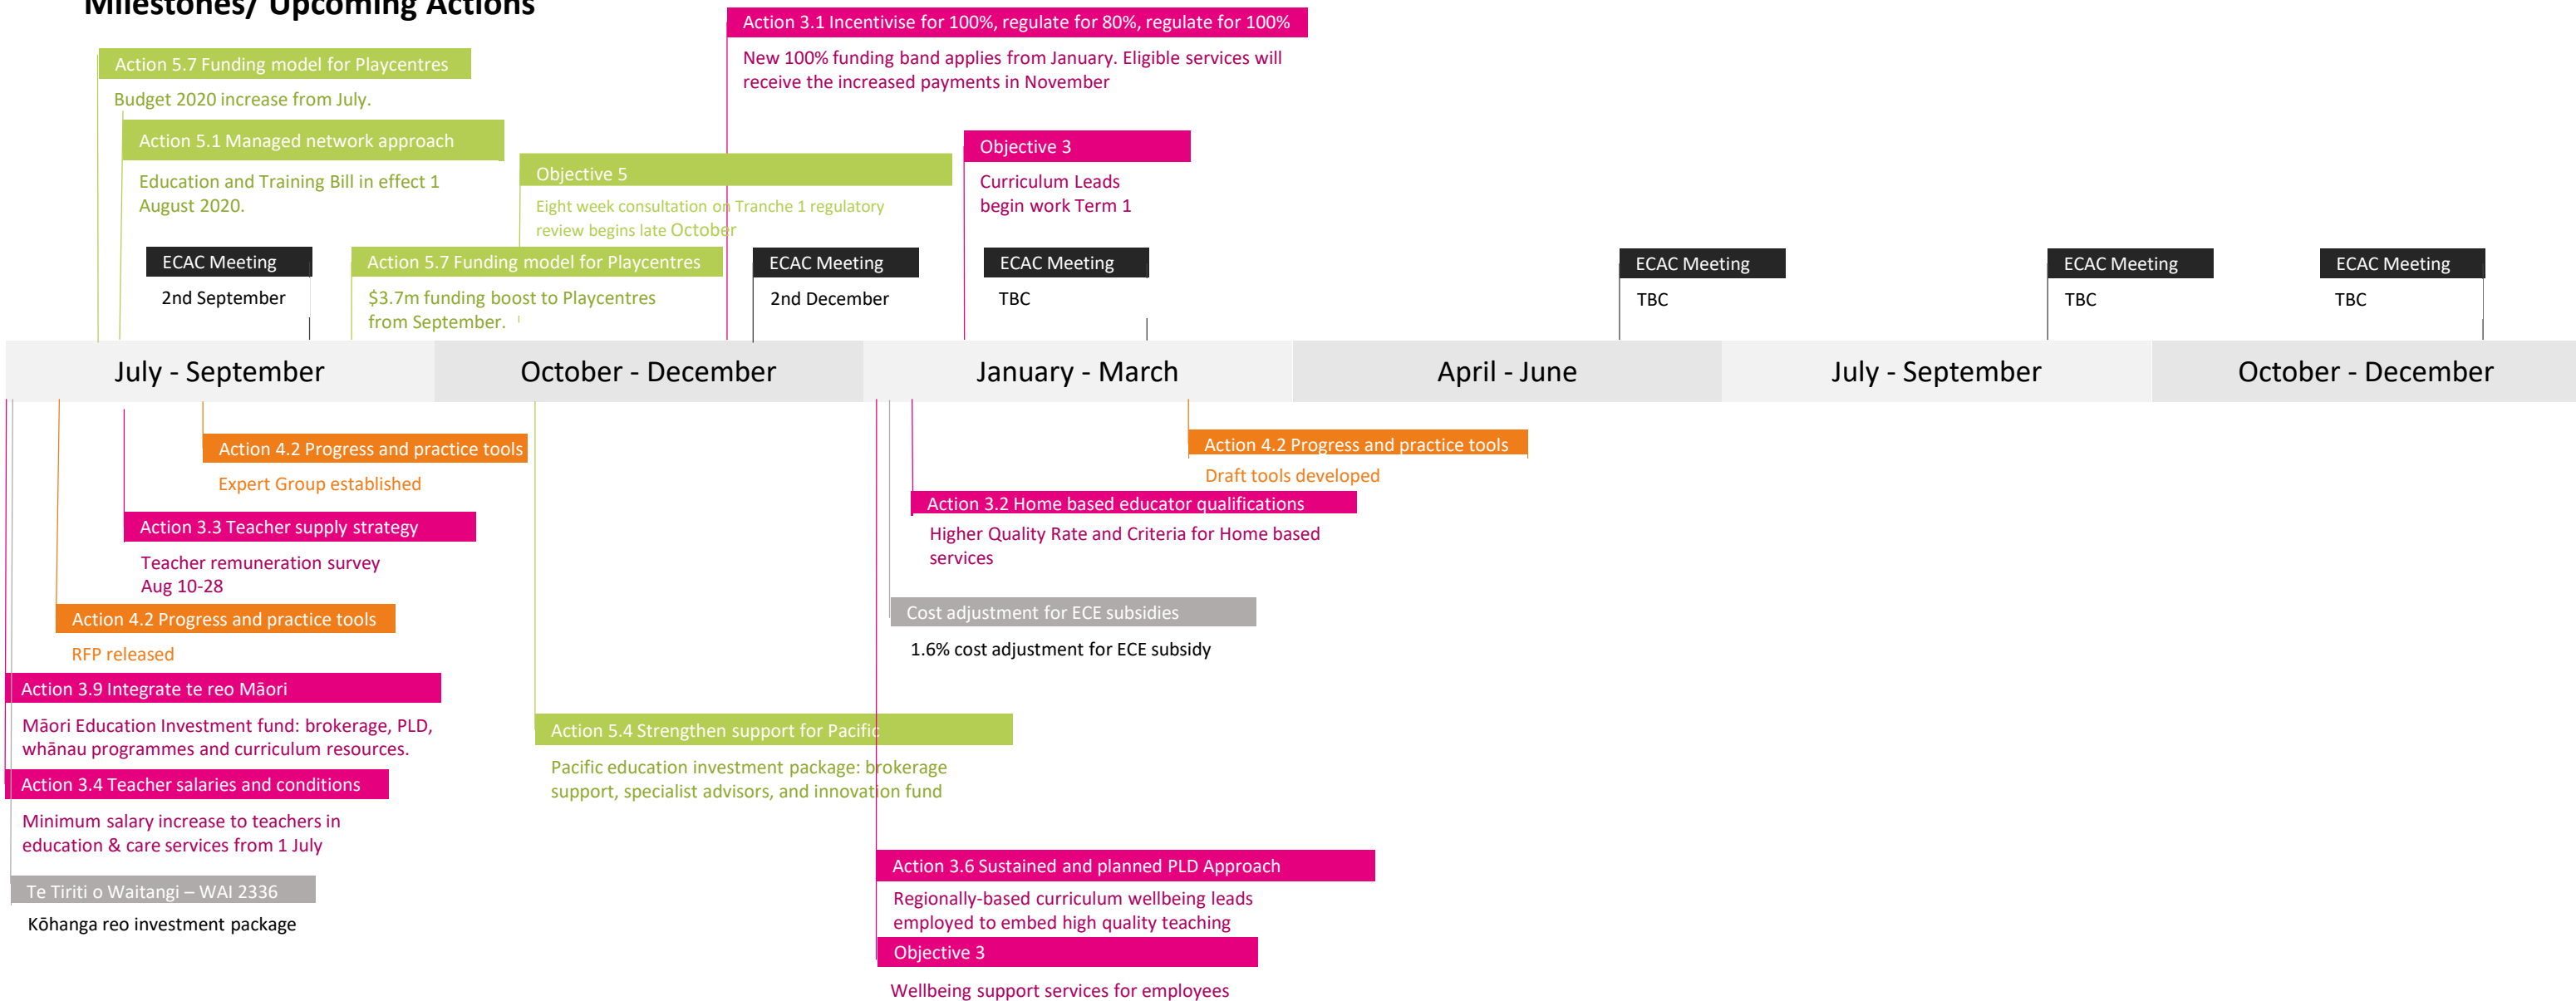 Milestones/ Upcoming Actions
Action 3.1 Incentivise for 100%, regulate for 80%, regulate for 100%
New 100% funding band applies from January. Eligible services will
receive the increased payments in November
Action 5.7 Funding model for Playcentres
Budget 2020 increase from July.
Action 5.1 Managed network approach
Education and Training Bill in effect 1
August 2020.
Objective 5
Eight week consultation on Tranche 1 regulatory
review begins late October
Objective 3
Curriculum Leads
begin work Term 1
ECAC Meeting
2nd September
Action 5.7 Funding model for Playcentres
$3.7m funding boost to Playcentres
from September.
ECAC Meeting
2nd December
ECAC Meeting
TBC
ECAC Meeting
TBC
ECAC Meeting
TBC
ECAC Meeting
TBC
July - September
October - December
January - March
April - June
July - September
October - December
Action 4.2 Progress and practice tools
Expert Group established
Action 3.3 Teacher supply strategy
Teacher remuneration survey
Aug 10-28
Action 4.2 Progress and practice tools
RFP released
Action 3.9 Integrate te reo Māori
Māori Education Investment fund: brokerage, PLD,
whānau programmes and curriculum resources.
Action 3.4 Teacher salaries and conditions
Minimum salary increase to teachers in
education & care services from 1 July
Te Tiriti o Waitangi – WAI 2336
Kōhanga reo investment package
Action 5.4 Strengthen support for Pacific
Pacific education investment package: brokerage
support, specialist advisors, and innovation fund
Action 4.2 Progress and practice tools
Draft tools developed
Action 3.2 Home based educator qualifications
Higher Quality Rate and Criteria for Home based
services
Cost adjustment for ECE subsidies
1.6% cost adjustment for ECE subsidy
Action 3.6 Sustained and planned PLD Approach
Regionally-based curriculum wellbeing leads
employed to embed high quality teaching
Objective 3
Wellbeing support services for employees